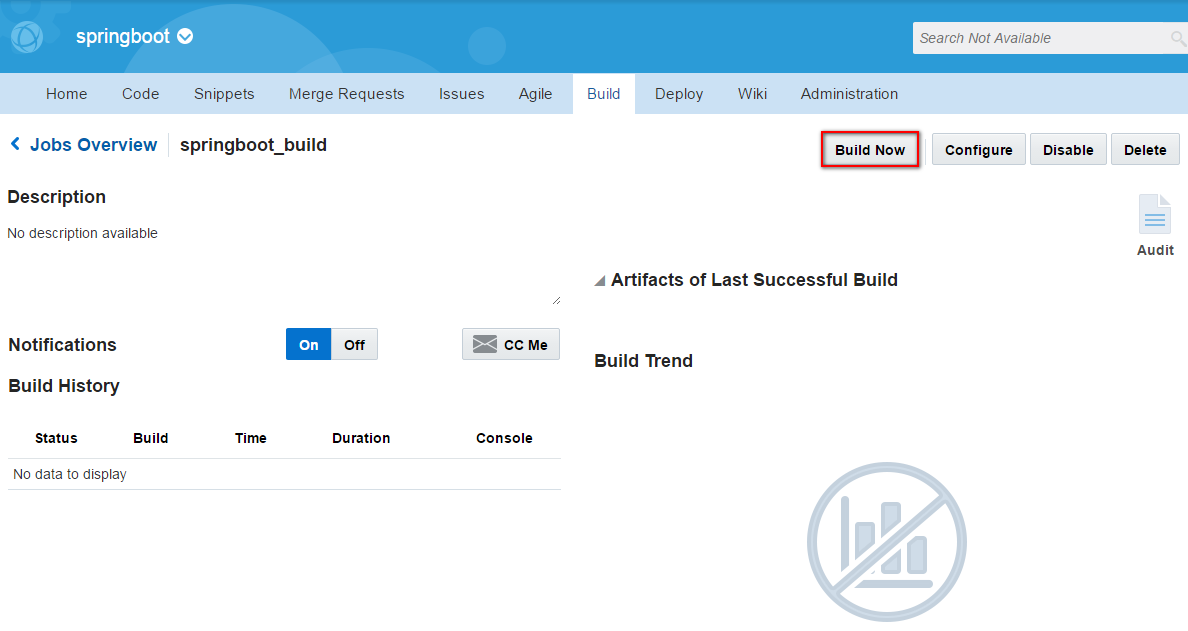 springboot
Search Not Available
Home Code Snippets Merge Requests Issues Agile Build Deploy Wiki Administration
Jobs Overview springboot_build
Build Now Configure Disable Delete
Description
No description available
Audit
Artifacts of Last Successful Build
Notifications On Off CC Me
Build Trend
Build History
Status Build Time Duration Console
No data to display